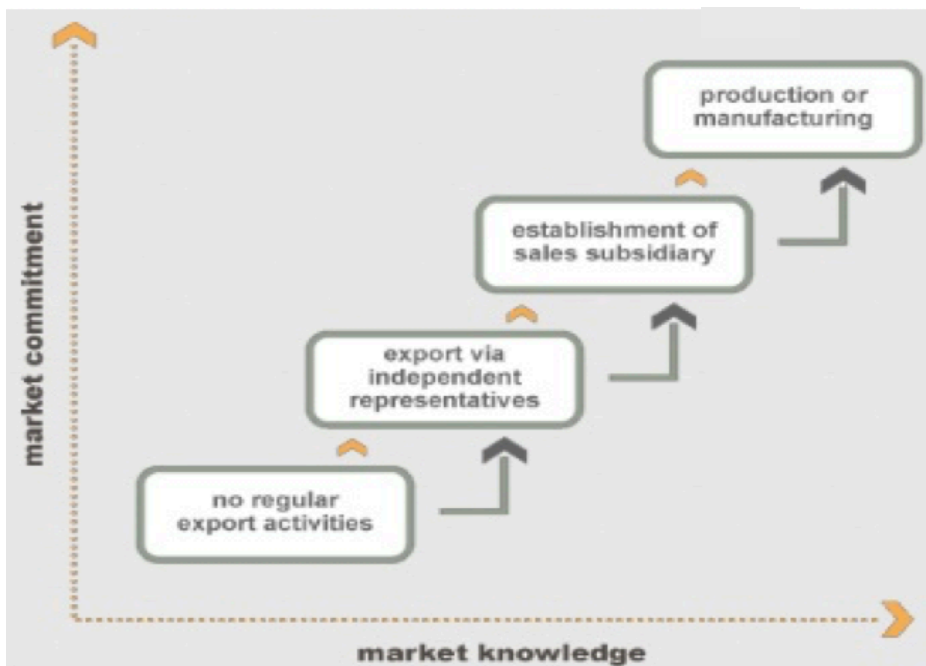 production or
manufacturing
establishment of
sales subsidiary
export via
independent
representatives
no regular
export activities
market commitment
market knowledge